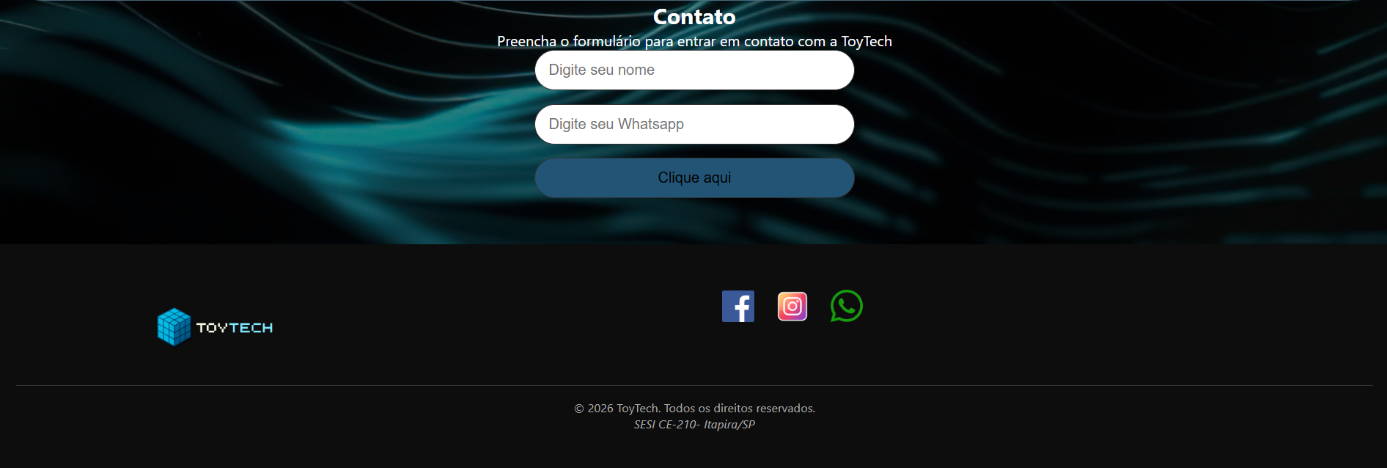 Contato
Preencha o formulário para entrar em contato com a ToyTech
Digite seu nome
Digite seu Whatsapp
Clique aqui
TOYTECH
© 2026 ToyTech. Todos os direitos reservados.
SESI CE-210- Itapira/SP